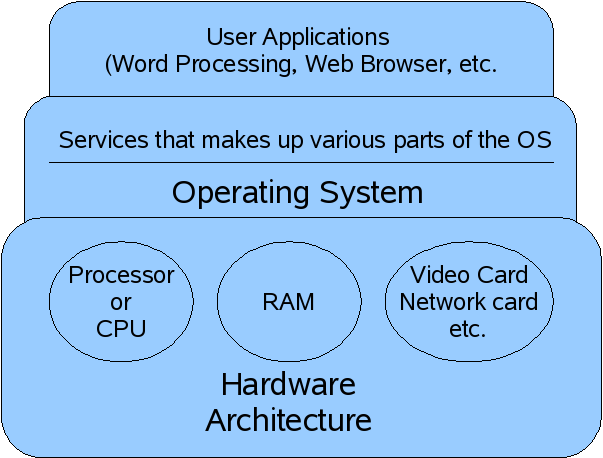 User Applications
(Word Processing, Web Browser, etc.
Services that makes up various parts of the OS
Operating System
Processor
or
CPU
RAM
Video Card
Network card
etc.
Hardware
Architecture